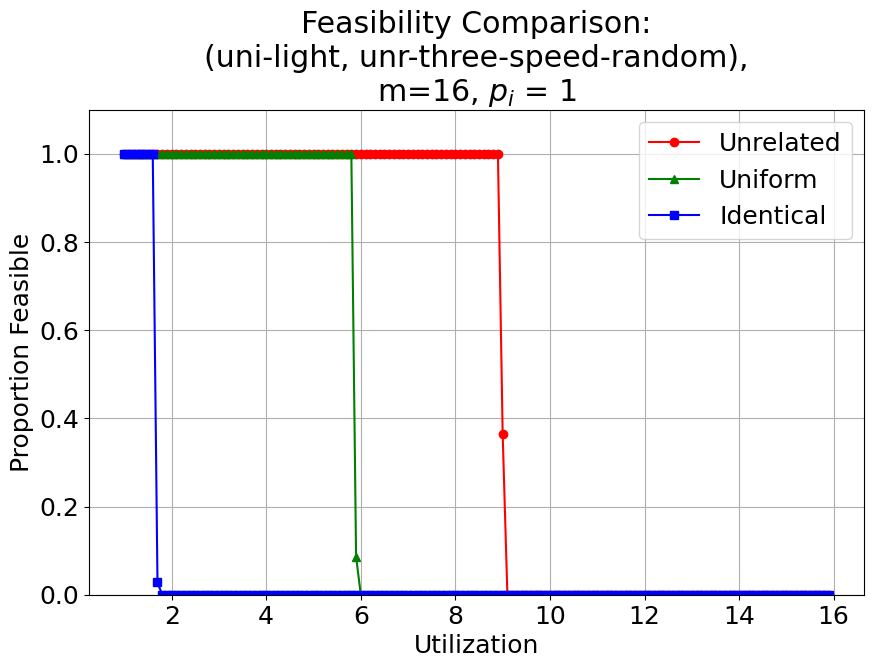 Feasibility Comparison:
(uni-light, unr-three-speed-random),
m=16, $p_i$ = 1
Unrelated
Uniform
Identical
Proportion Feasible
1.0
0.8
0.6
0.4
0.2
0.0
2 4 6 8 10 12 14 16
Utilization